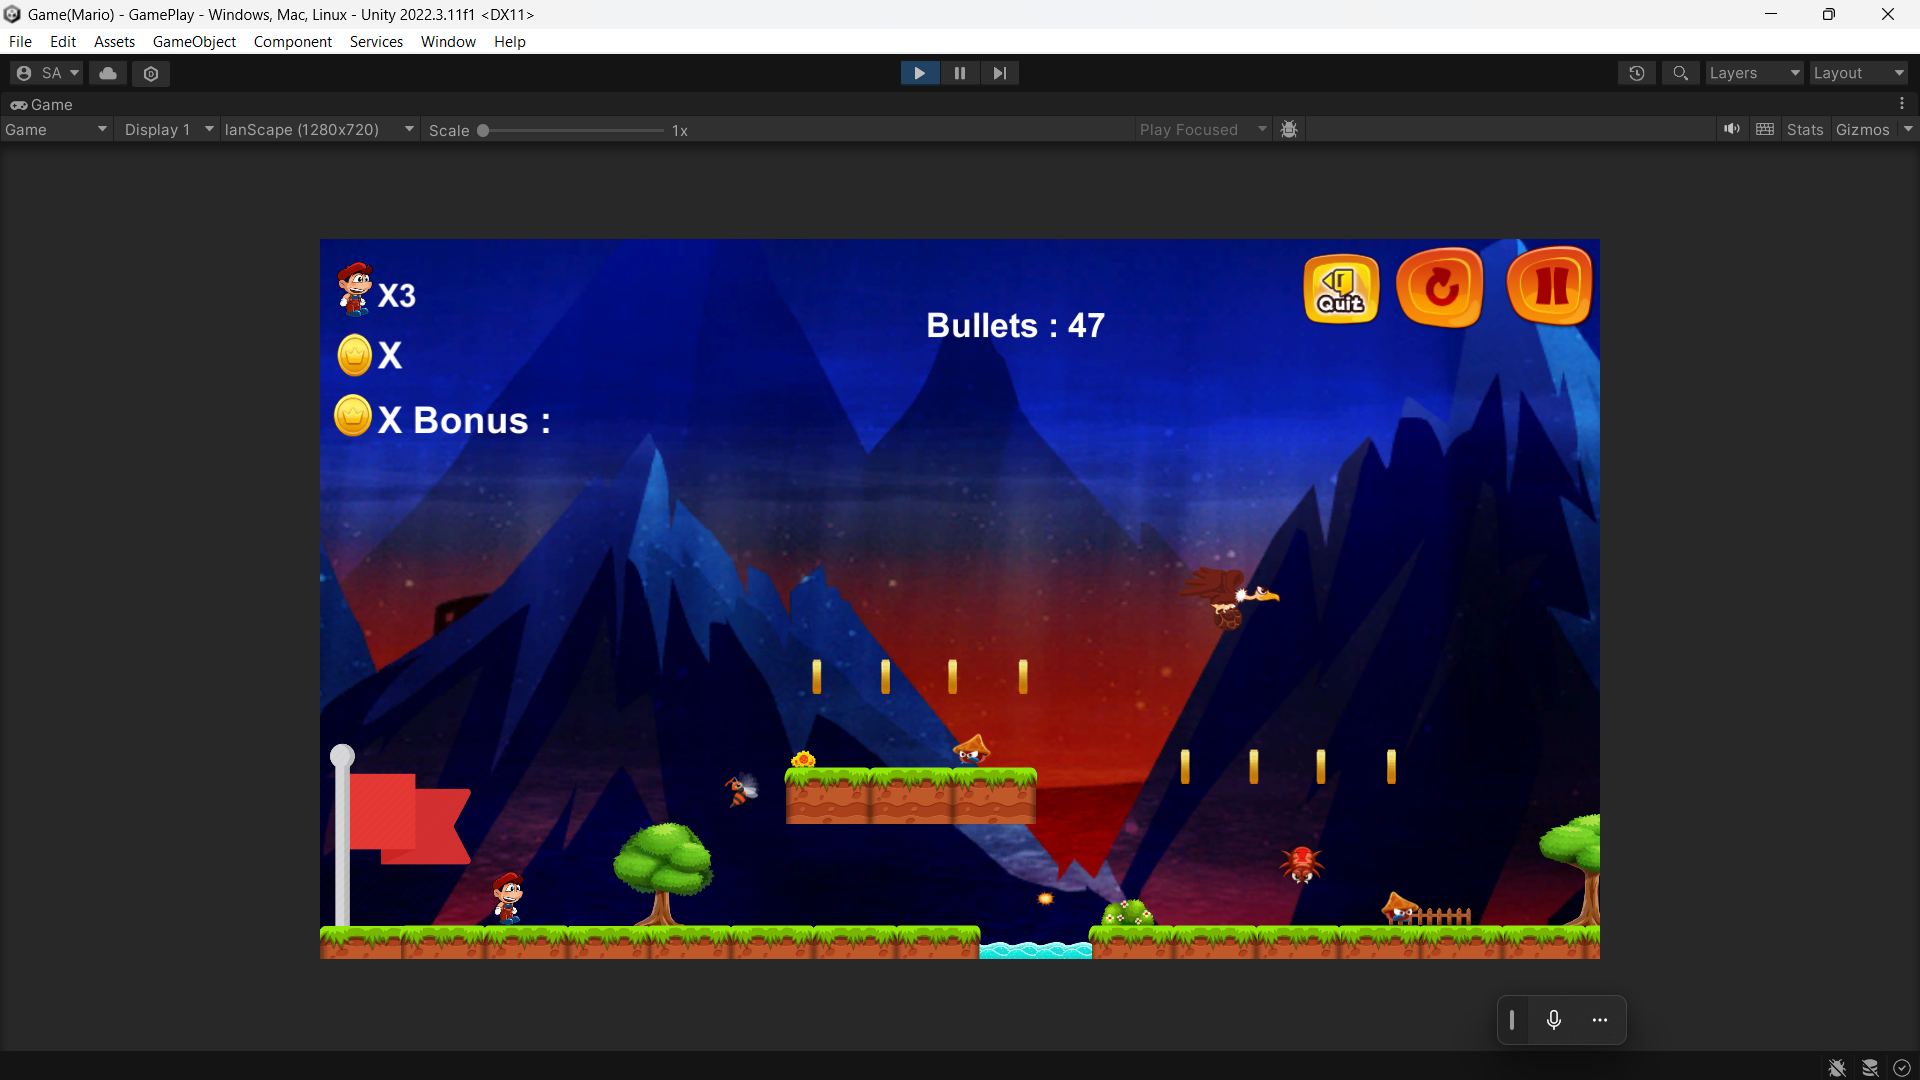 Game(Mario) - GamePlay - Windows, Mac, Linux - Unity 2022.3.11f1 <DX11>
File Edit Assets GameObject Component Services Window Help
SA Layers Layout
Game
Game Display 1 lanScape (1280x720) Scale 1x Play Focused Stats Gizmos
X3
X
X Bonus :
Bullets : 47
Quit